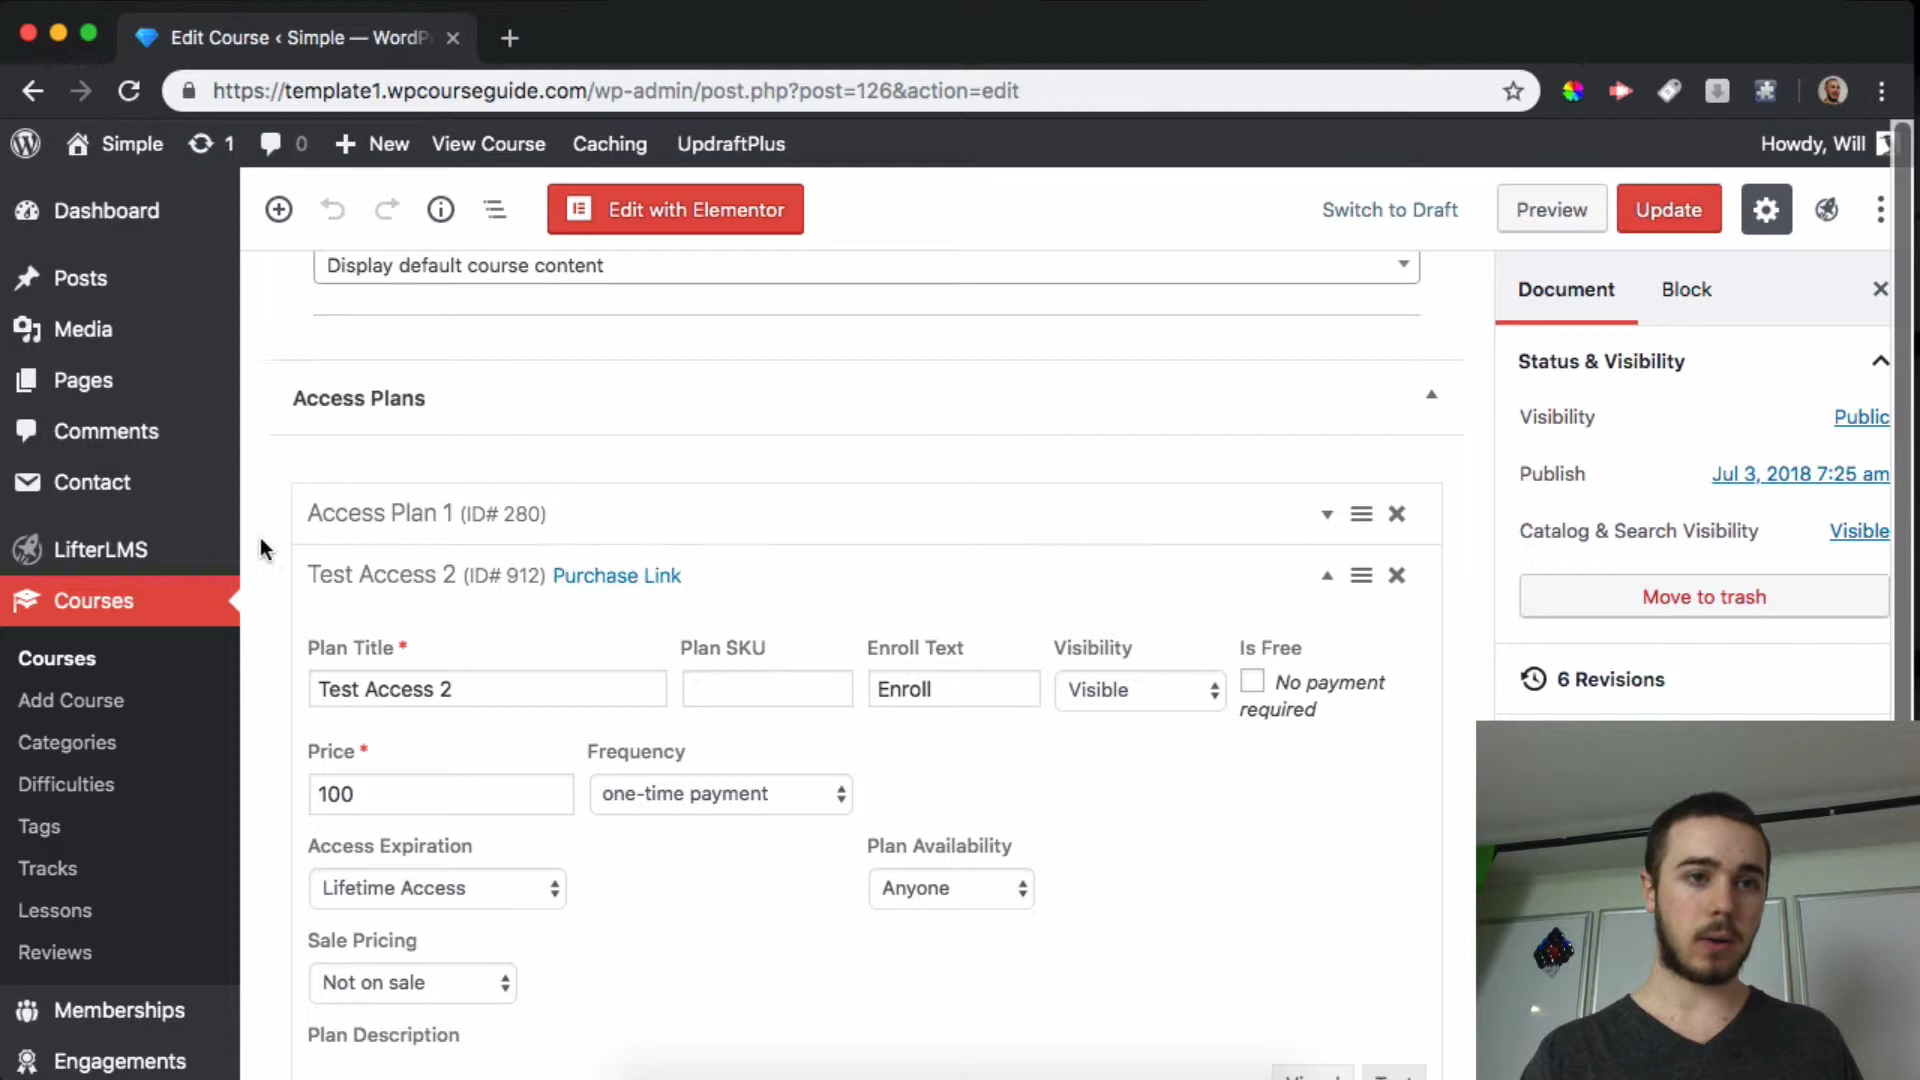 Edit Course ‹ Simple — WordP
https://template1.wpcourseguide.com/wp-admin/post.php?post=126&action=edit
Simple 1 0 New View Course Caching UpdraftPlus Howdy, Will
Dashboard
Posts
Media
Pages
Comments
Contact
LifterLMS
Courses
Courses
Add Course
Categories
Difficulties
Tags
Tracks
Lessons
Reviews
Memberships
Engagements
Edit with Elementor Switch to Draft Preview Update
Display default course content
Access Plans
Access Plan 1 (ID# 280)
Test Access 2 (ID# 912) Purchase Link
Plan Title * Plan SKU Enroll Text Visibility Is Free
Test Access 2 Enroll Visible No payment
required
Price * Frequency
100 one-time payment
Access Expiration Plan Availability
Lifetime Access Anyone
Sale Pricing
Not on sale
Plan Description
Document Block
Status & Visibility
Visibility Public
Publish Jul 3, 2018 7:25 am
Catalog & Search Visibility Visible
Move to trash
6 Revisions